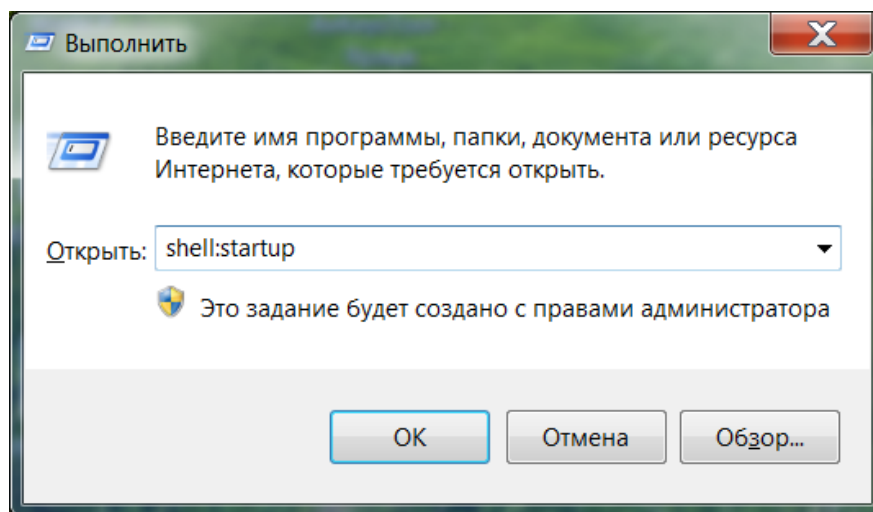 Выполнить
Введите имя программы, папки, документа или ресурса
Интернета, которые требуется открыть.
Открыть: shell:startup
Это задание будет создано с правами администратора
ОК
Отмена
Обзор...